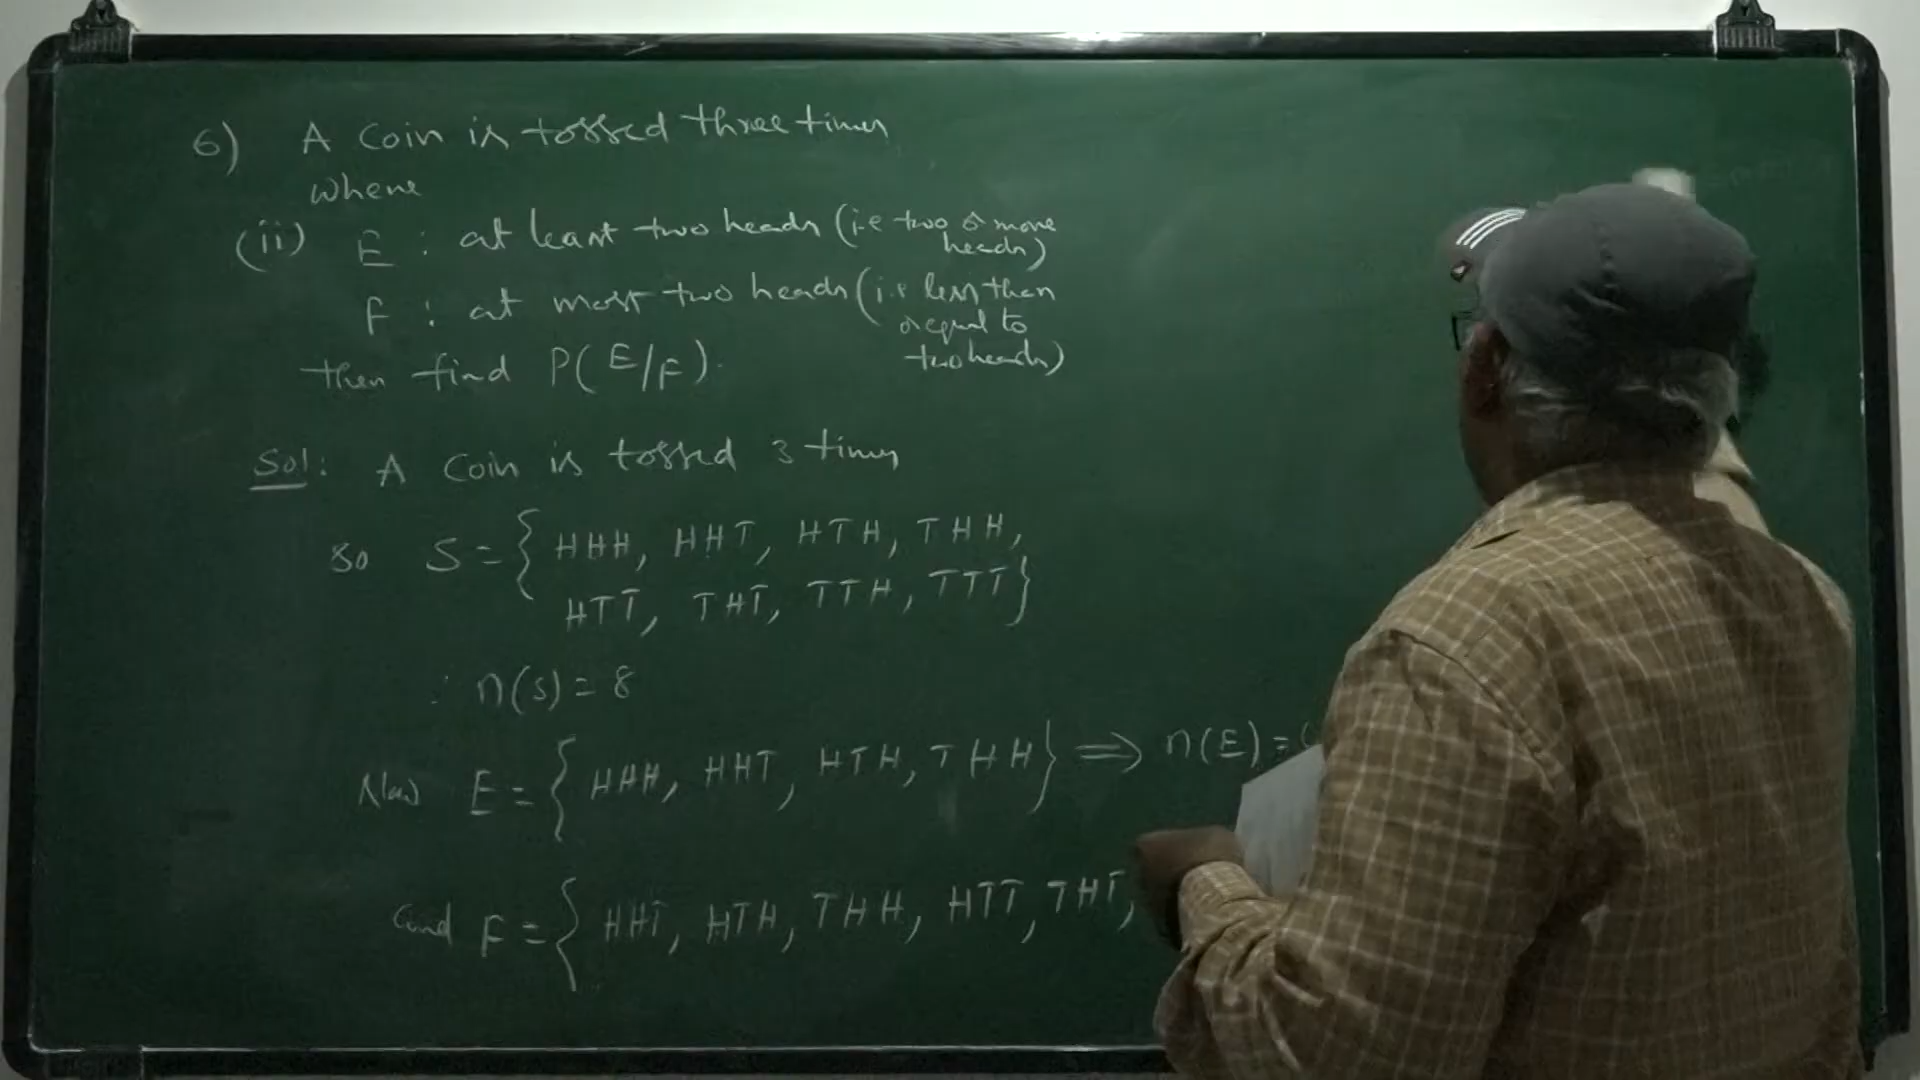 6) A Coin is tossed three times
where
(ii) E : at least two heads (i.e two or more
heads)
F : at most two heads (i.e less than
or equal to
two heads)
then find P(E/F).
Sol: A Coin is tossed 3 times
So S = { HHH, HHT, HTH, THH,
HTT, THT, TTH, TTT }
∴ n(S) = 8
Now E = { HHH, HHT, HTH, THH } ⟹ n(E) =
and F = { HHT, HTH, THH, HTT, THT,